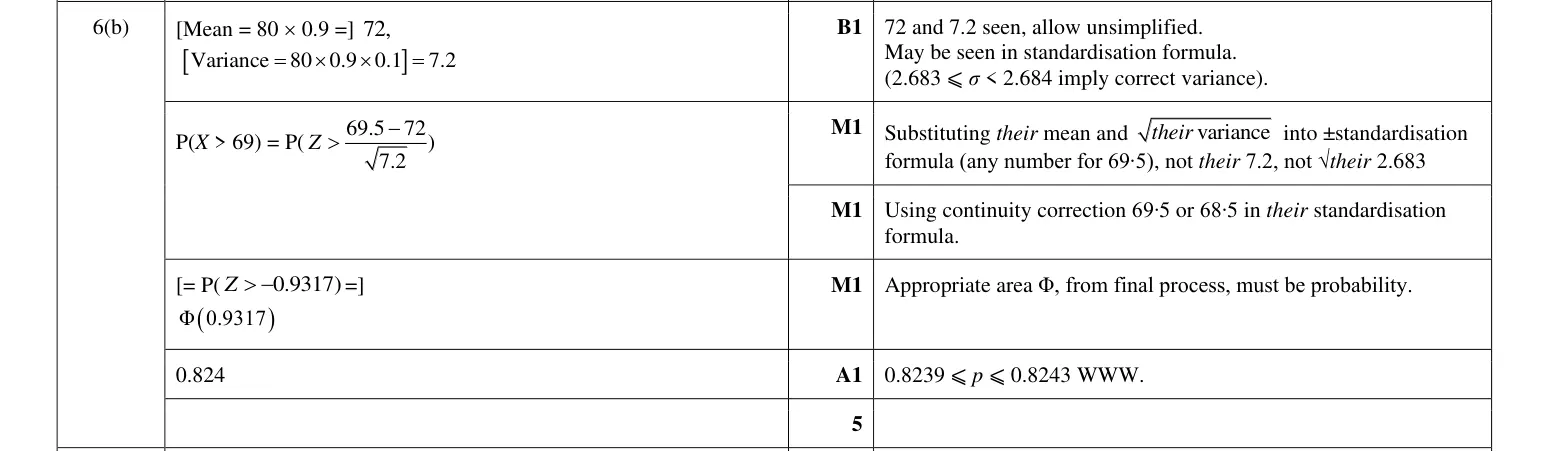 6(b)
[Mean = 80 × 0.9 =] 72,
[Variance = 80×0.9×0.1] = 7.2
B1
72 and 7.2 seen, allow unsimplified.
May be seen in standardisation formula.
(2.683 ⩽ σ < 2.684 imply correct variance).
P(X > 69) = P( Z > (69.5 − 72)/√7.2 )
M1
Substituting their mean and √their variance into ±standardisation
formula (any number for 69·5), not their 7.2, not √their 2.683
M1
Using continuity correction 69·5 or 68·5 in their standardisation
formula.
[= P( Z > −0.9317) =]
Φ(0.9317)
M1
Appropriate area Φ, from final process, must be probability.
0.824
A1
0.8239 ⩽ p ⩽ 0.8243 WWW.
5